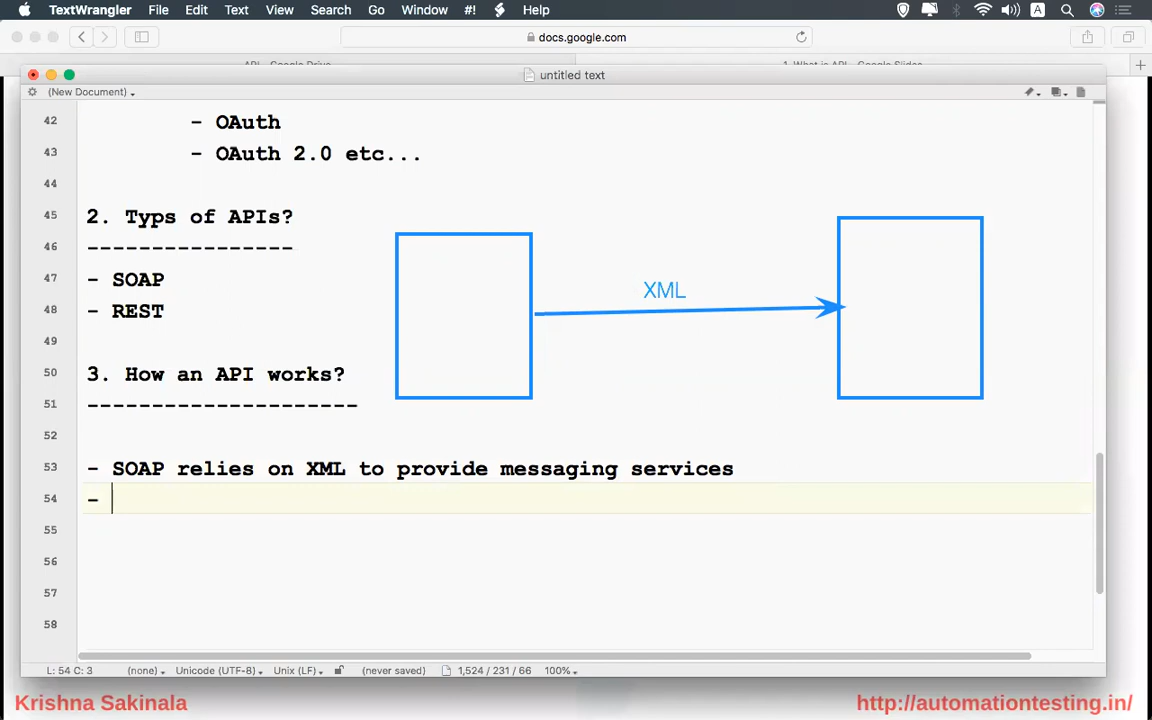 TextWrangler File Edit Text View Search Go Window #! Help
docs.google.com
untitled text
(New Document)
42 - OAuth
43 - OAuth 2.0 etc...
44
45 2. Typs of APIs?
46 ----------------
47 - SOAP
48 - REST
49
XML
50 3. How an API works?
51 ---------------------
52
53 - SOAP relies on XML to provide messaging services
54 -
55
56
57
58
L: 54 C: 3 (none) Unicode (UTF-8) Unix (LF) (never saved) 1,524 / 231 / 66 100%
Krishna Sakinala
http://automationtesting.in/